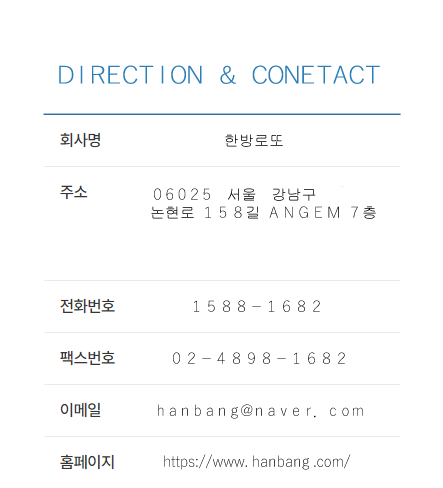 DIRECTION & CONETACT
회사명 한방로또
주소 06025 서울 강남구
논현로 158길 ANGEM 7층
전화번호 1588-1682
팩스번호 02-4898-1682
이메일 hanbang@naver. com
홈페이지 https://www. hanbang .com/